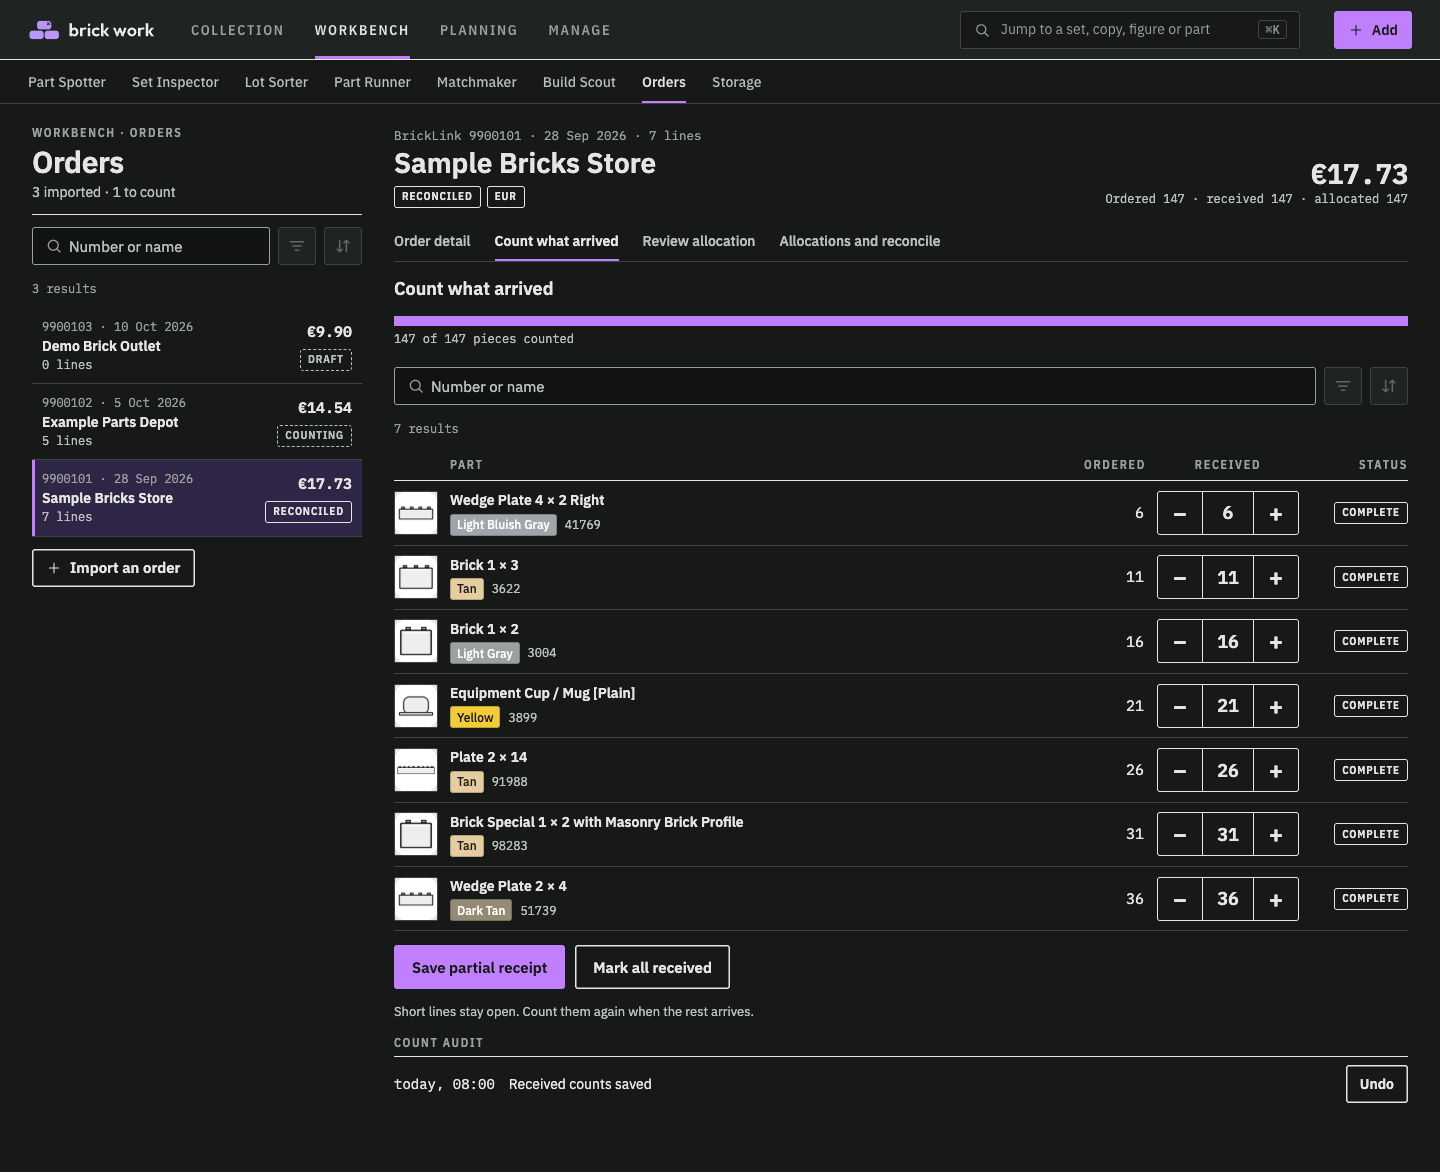 brick work
COLLECTION
WORKBENCH
PLANNING
MANAGE
Jump to a set, copy, figure or part
⌘K
+ Add
Part Spotter
Set Inspector
Lot Sorter
Part Runner
Matchmaker
Build Scout
Orders
Storage
WORKBENCH · ORDERS
Orders
3 imported · 1 to count
Number or name
3 results
9900103 · 10 Oct 2026
Demo Brick Outlet
0 lines
€9.90
DRAFT
9900102 · 5 Oct 2026
Example Parts Depot
5 lines
€14.54
COUNTING
9900101 · 28 Sep 2026
Sample Bricks Store
7 lines
€17.73
RECONCILED
+ Import an order
BrickLink 9900101 · 28 Sep 2026 · 7 lines
Sample Bricks Store
RECONCILED
EUR
€17.73
Ordered 147 · received 147 · allocated 147
Order detail
Count what arrived
Review allocation
Allocations and reconcile
Count what arrived
147 of 147 pieces counted
Number or name
7 results
PART ORDERED RECEIVED STATUS
Wedge Plate 4 × 2 Right
Light Bluish Gray 41769
6 − 6 + COMPLETE
Brick 1 × 3
Tan 3622
11 − 11 + COMPLETE
Brick 1 × 2
Light Gray 3004
16 − 16 + COMPLETE
Equipment Cup / Mug [Plain]
Yellow 3899
21 − 21 + COMPLETE
Plate 2 × 14
Tan 91988
26 − 26 + COMPLETE
Brick Special 1 × 2 with Masonry Brick Profile
Tan 98283
31 − 31 + COMPLETE
Wedge Plate 2 × 4
Dark Tan 51739
36 − 36 + COMPLETE
Save partial receipt
Mark all received
Short lines stay open. Count them again when the rest arrives.
COUNT AUDIT
today, 08:00 Received counts saved
Undo